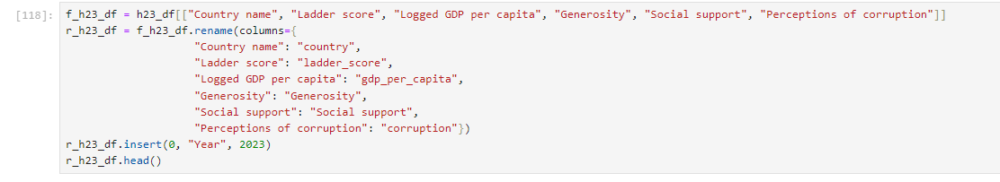 [118]: f_h23_df = h23_df[["Country name", "Ladder score", "Logged GDP per capita", "Generosity", "Social support", "Perceptions of corruption"]]
r_h23_df = f_h23_df.rename(columns={
"Country name": "country",
"Ladder score": "ladder_score",
"Logged GDP per capita": "gdp_per_capita",
"Generosity": "Generosity",
"Social support": "Social support",
"Perceptions of corruption": "corruption"})
r_h23_df.insert(0, "Year", 2023)
r_h23_df.head()